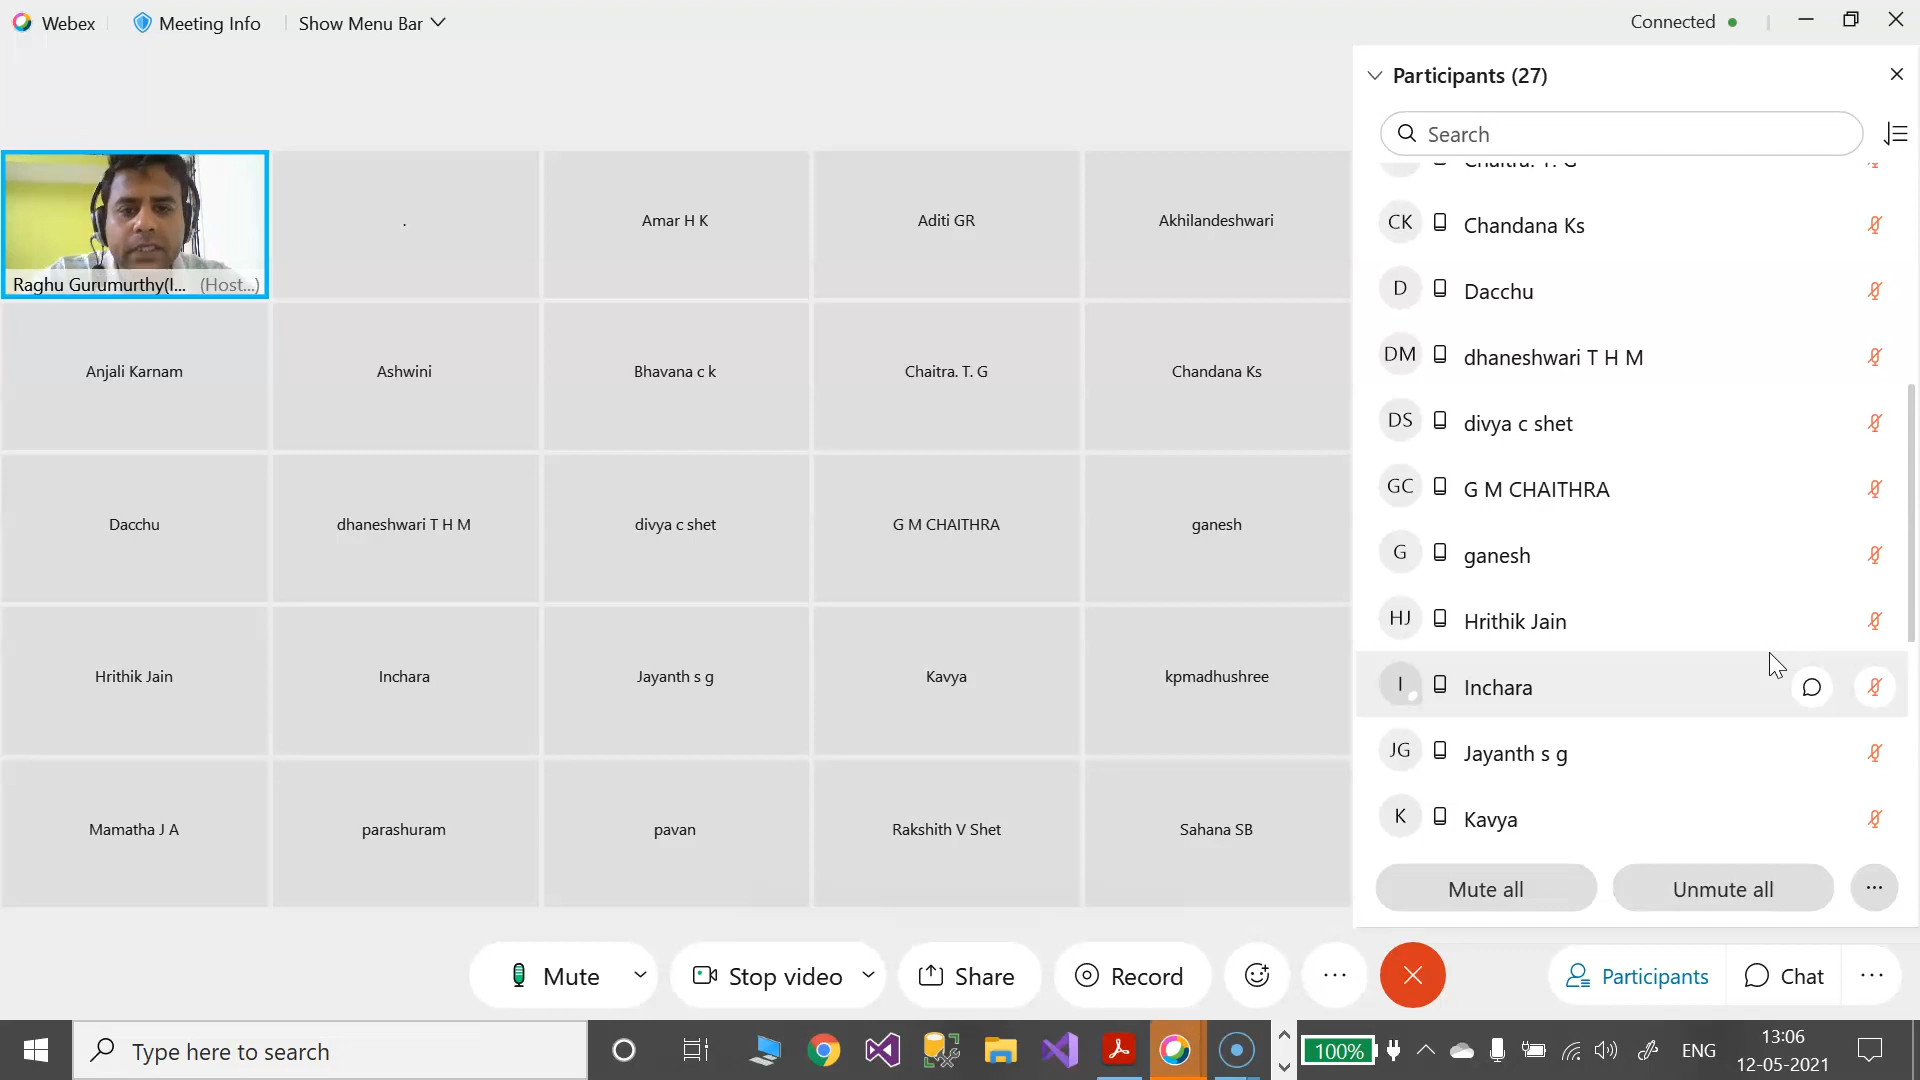 Webex
Meeting Info
Show Menu Bar
Connected
Participants (27)
Search
Chaitra. T. G
CK Chandana Ks
D Dacchu
DM dhaneshwari T H M
DS divya c shet
GC G M CHAITHRA
G ganesh
HJ Hrithik Jain
I Inchara
JG Jayanth s g
K Kavya
Mute all
Unmute all
Raghu Gurumurthy(I... (Host...)
.
Amar H K
Aditi GR
Akhilandeshwari
Anjali Karnam
Ashwini
Bhavana c k
Chaitra. T. G
Chandana Ks
Dacchu
dhaneshwari T H M
divya c shet
G M CHAITHRA
ganesh
Hrithik Jain
Inchara
Jayanth s g
Kavya
kpmadhushree
Mamatha J A
parashuram
pavan
Rakshith V Shet
Sahana SB
Mute
Stop video
Share
Record
Participants
Chat
Type here to search
100%
ENG
13:06
12-05-2021